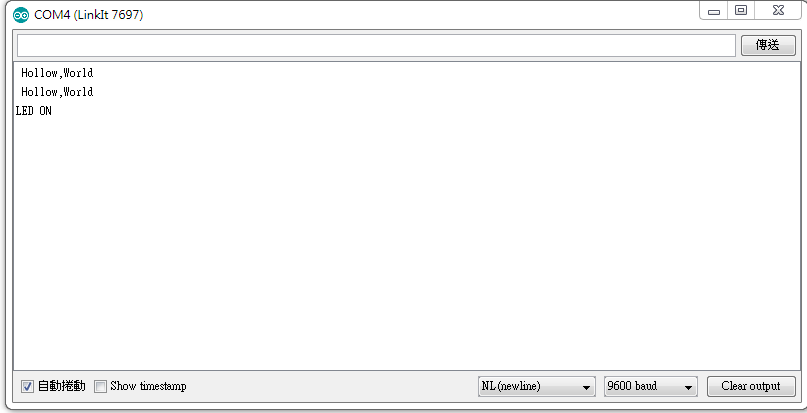 COM4 (LinkIt 7697)
傳送
Hollow,World
Hollow,World
LED ON
自動捲動 Show timestamp NL(newline) 9600 baud Clear output